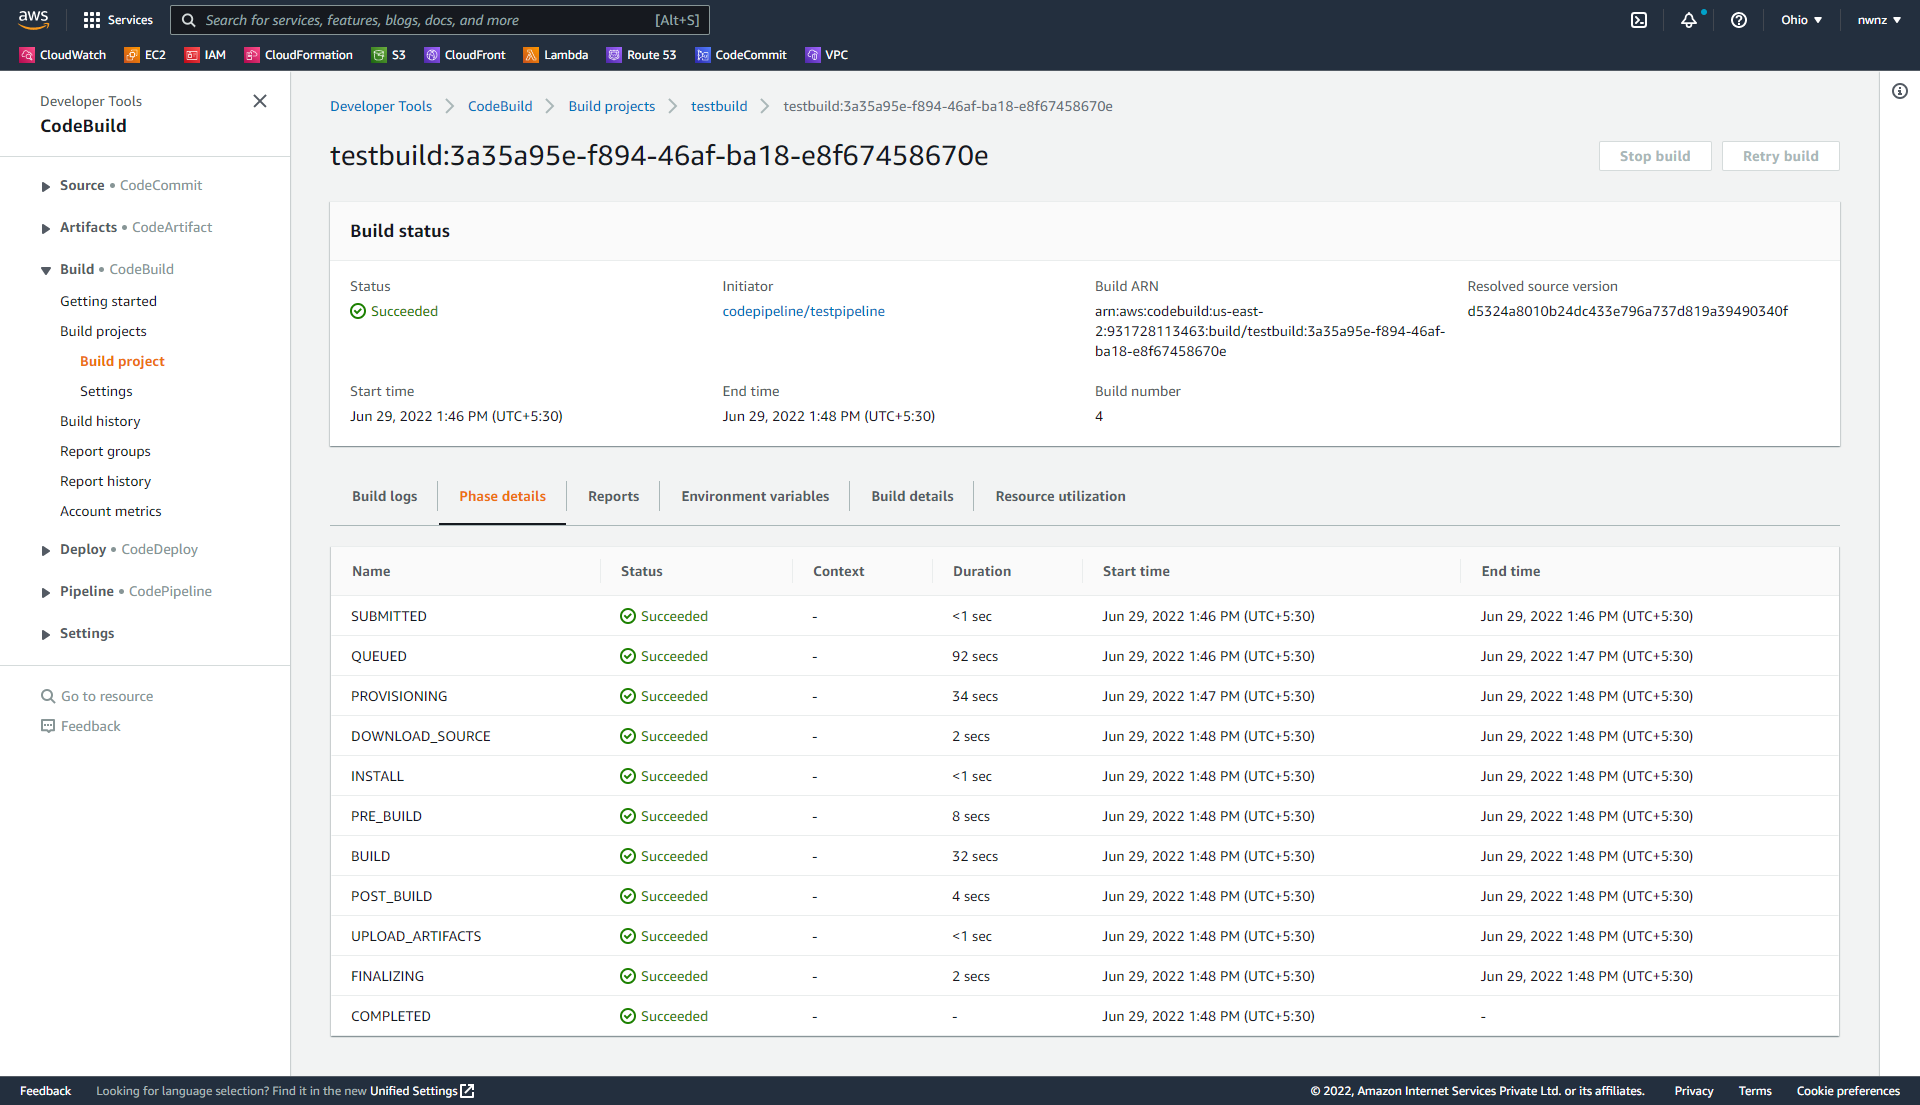 aws
Services
Search for services, features, blogs, docs, and more [Alt+S]
Ohio ▼
nwnz ▼
CloudWatch EC2 IAM CloudFormation S3 CloudFront Lambda Route 53 CodeCommit VPC
Developer Tools
CodeBuild
Source • CodeCommit
Artifacts • CodeArtifact
Build • CodeBuild
Getting started
Build projects
Build project
Settings
Build history
Report groups
Report history
Account metrics
Deploy • CodeDeploy
Pipeline • CodePipeline
Settings
Go to resource
Feedback
Developer Tools > CodeBuild > Build projects > testbuild > testbuild:3a35a95e-f894-46af-ba18-e8f67458670e
testbuild:3a35a95e-f894-46af-ba18-e8f67458670e
Stop build Retry build
Build status
Status
Succeeded
Initiator
codepipeline/testpipeline
Build ARN
arn:aws:codebuild:us-east-
2:931728113463:build/testbuild:3a35a95e-f894-46af-
ba18-e8f67458670e
Resolved source version
d5324a8010b24dc433e796a737d819a39490340f
Start time
Jun 29, 2022 1:46 PM (UTC+5:30)
End time
Jun 29, 2022 1:48 PM (UTC+5:30)
Build number
4
Build logs Phase details Reports Environment variables Build details Resource utilization
Name Status Context Duration Start time End time
SUBMITTED Succeeded - <1 sec Jun 29, 2022 1:46 PM (UTC+5:30) Jun 29, 2022 1:46 PM (UTC+5:30)
QUEUED Succeeded - 92 secs Jun 29, 2022 1:46 PM (UTC+5:30) Jun 29, 2022 1:47 PM (UTC+5:30)
PROVISIONING Succeeded - 34 secs Jun 29, 2022 1:47 PM (UTC+5:30) Jun 29, 2022 1:48 PM (UTC+5:30)
DOWNLOAD_SOURCE Succeeded - 2 secs Jun 29, 2022 1:48 PM (UTC+5:30) Jun 29, 2022 1:48 PM (UTC+5:30)
INSTALL Succeeded - <1 sec Jun 29, 2022 1:48 PM (UTC+5:30) Jun 29, 2022 1:48 PM (UTC+5:30)
PRE_BUILD Succeeded - 8 secs Jun 29, 2022 1:48 PM (UTC+5:30) Jun 29, 2022 1:48 PM (UTC+5:30)
BUILD Succeeded - 32 secs Jun 29, 2022 1:48 PM (UTC+5:30) Jun 29, 2022 1:48 PM (UTC+5:30)
POST_BUILD Succeeded - 4 secs Jun 29, 2022 1:48 PM (UTC+5:30) Jun 29, 2022 1:48 PM (UTC+5:30)
UPLOAD_ARTIFACTS Succeeded - <1 sec Jun 29, 2022 1:48 PM (UTC+5:30) Jun 29, 2022 1:48 PM (UTC+5:30)
FINALIZING Succeeded - 2 secs Jun 29, 2022 1:48 PM (UTC+5:30) Jun 29, 2022 1:48 PM (UTC+5:30)
COMPLETED Succeeded - - Jun 29, 2022 1:48 PM (UTC+5:30) -
Feedback Looking for language selection? Find it in the new Unified Settings © 2022, Amazon Internet Services Private Ltd. or its affiliates. Privacy Terms Cookie preferences